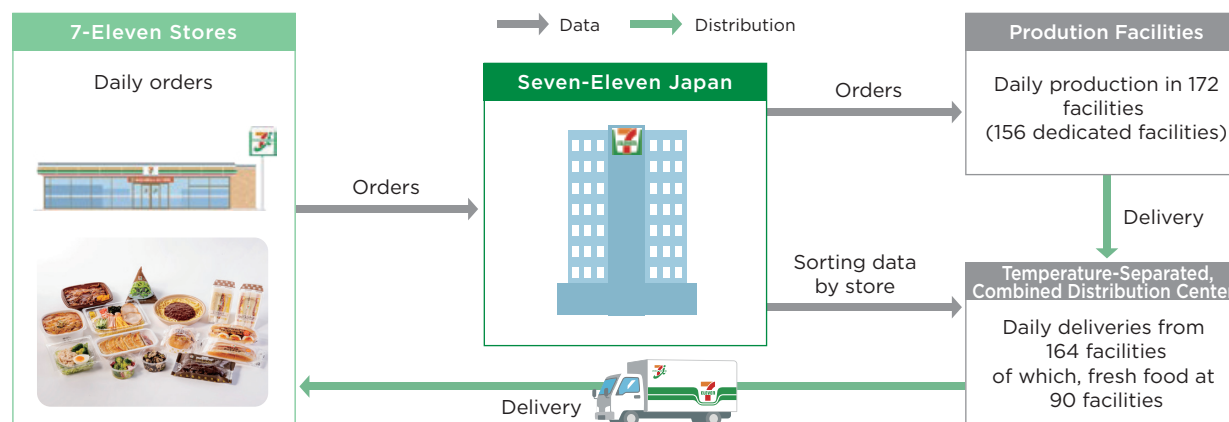 7-Eleven Stores
Daily orders
Data
Distribution
Orders
Seven-Eleven Japan
Orders
Sorting data
by store
Prodution Facilities
Daily production in 172
facilities
(156 dedicated facilities)
Delivery
Temperature-Separated,
Combined Distribution Center
Daily deliveries from
164 facilities
of which, fresh food at
90 facilities
Delivery